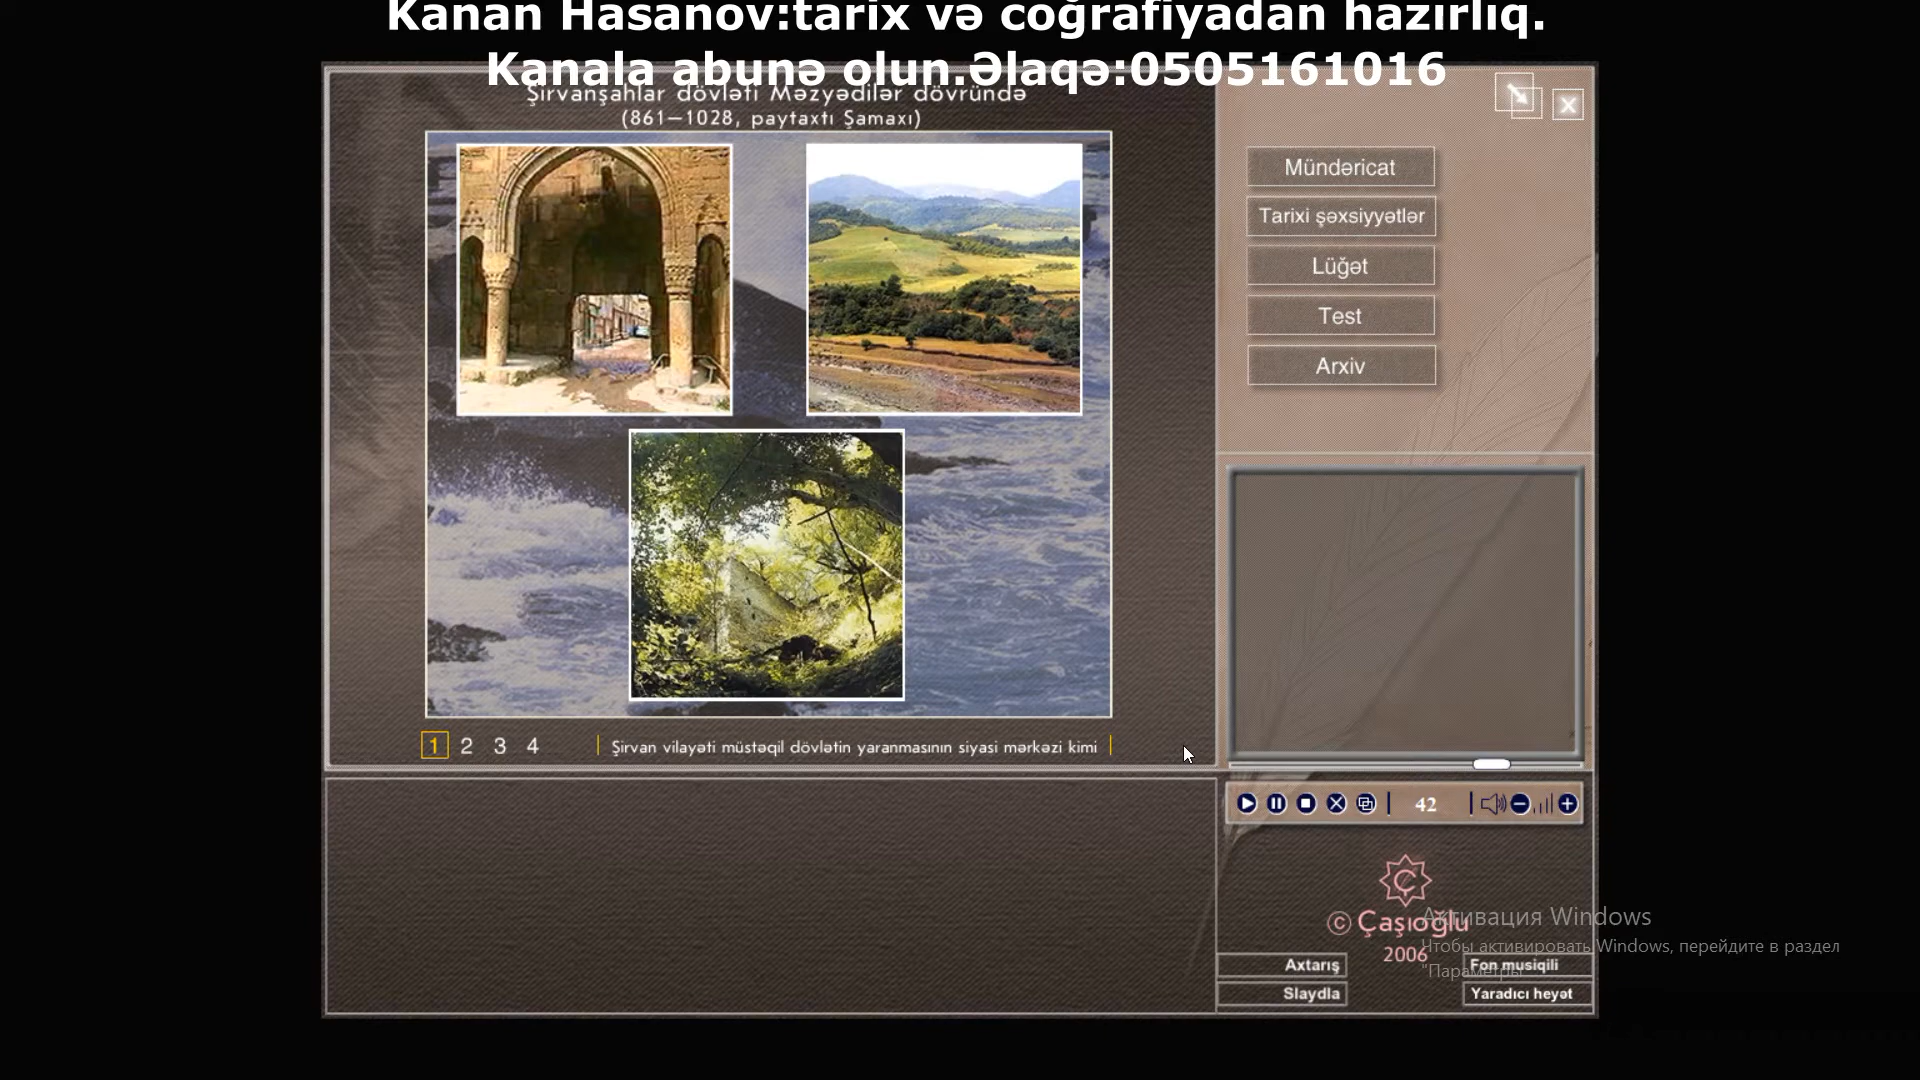 Kanan Hasanov:tarix və coğrafiyadan hazırlıq.
Kanala abunə olun.Əlaqə:0505161016
Şirvanşahlar dövləti Məzyədilər dövründə
(861—1028, paytaxtı Şamaxı)
Mündəricat
Tarixi şəxsiyyətlər
Lüğət
Test
Arxiv
1 2 3 4
Şirvan vilayəti müstəqil dövlətin yaranmasının siyasi mərkəzi kimi
42
Ç
© Çaşıoğlu
2006
Активация Windows
Чтобы активировать Windows, перейдите в раздел
"Параметры".
Axtarış
Fon musiqili
Slaydla
Yaradıcı heyət